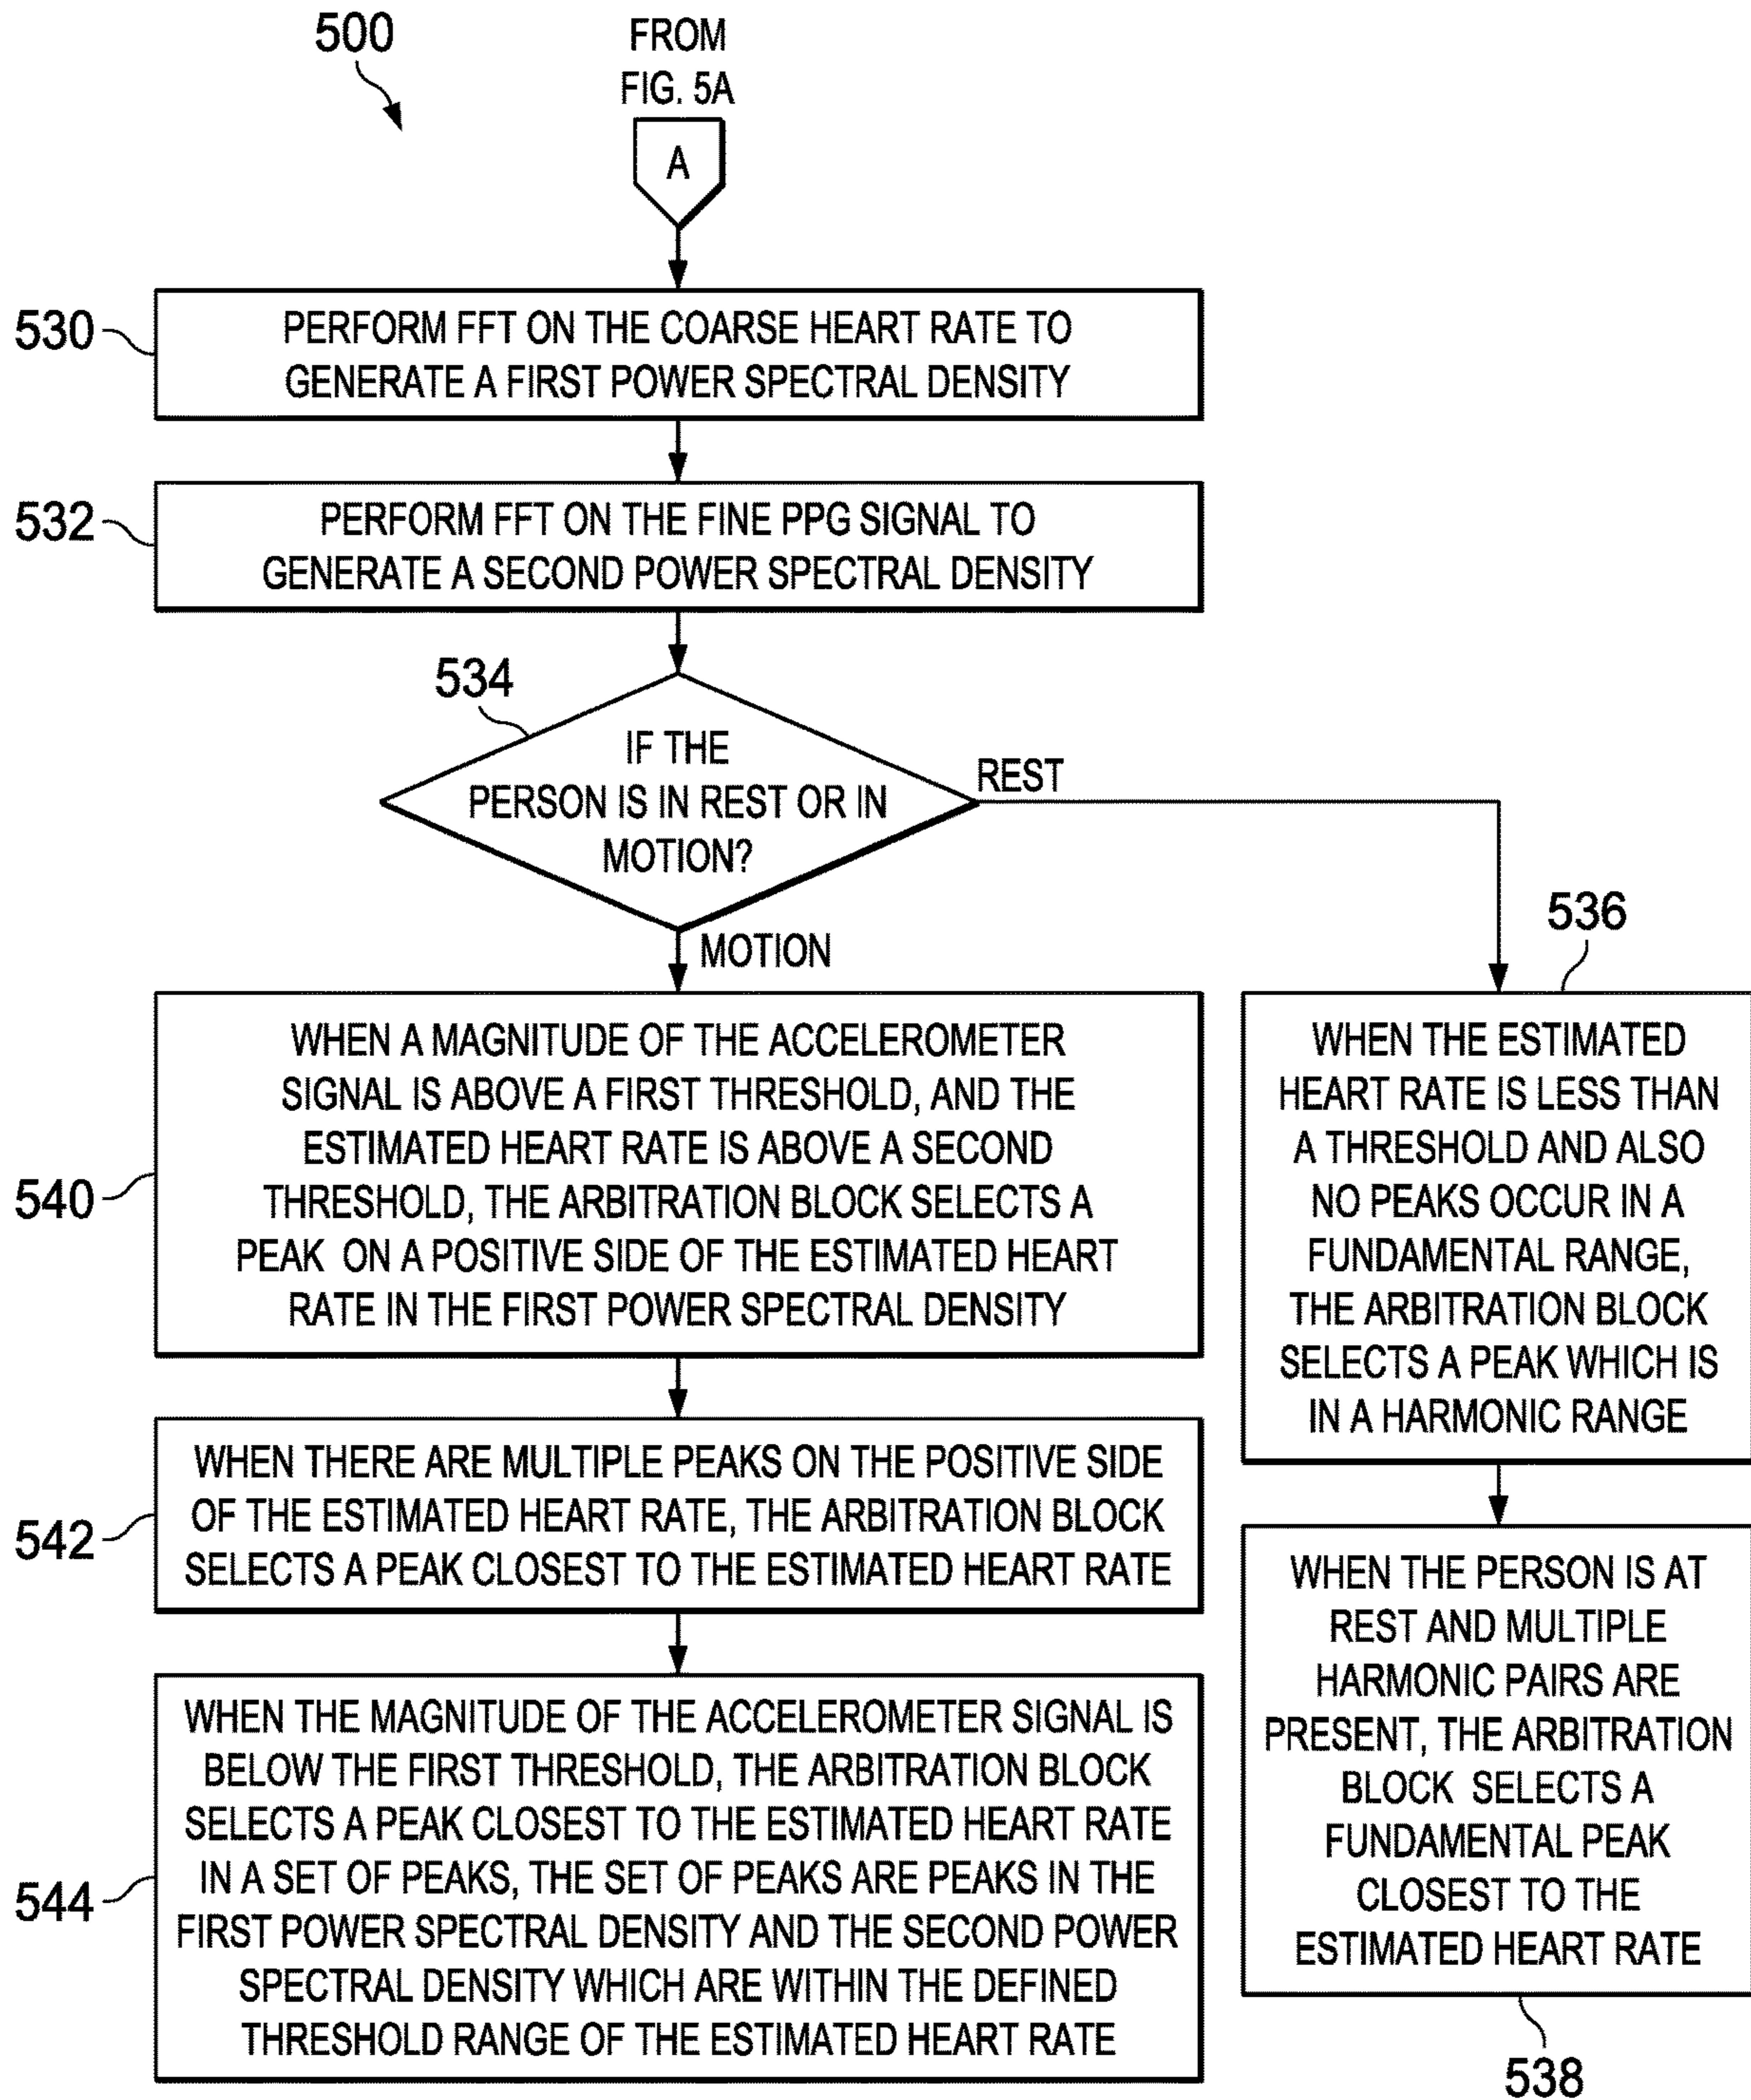 500
FROM
FIG. 5A
A
530
PERFORM FFT ON THE COARSE HEART RATE TO
GENERATE A FIRST POWER SPECTRAL DENSITY
532
PERFORM FFT ON THE FINE PPG SIGNAL TO
GENERATE A SECOND POWER SPECTRAL DENSITY
534
IF THE
PERSON IS IN REST OR IN
MOTION?
REST
MOTION
540
WHEN A MAGNITUDE OF THE ACCELEROMETER
SIGNAL IS ABOVE A FIRST THRESHOLD, AND THE
ESTIMATED HEART RATE IS ABOVE A SECOND
THRESHOLD, THE ARBITRATION BLOCK SELECTS A
PEAK ON A POSITIVE SIDE OF THE ESTIMATED HEART
RATE IN THE FIRST POWER SPECTRAL DENSITY
542
WHEN THERE ARE MULTIPLE PEAKS ON THE POSITIVE SIDE
OF THE ESTIMATED HEART RATE, THE ARBITRATION BLOCK
SELECTS A PEAK CLOSEST TO THE ESTIMATED HEART RATE
544
WHEN THE MAGNITUDE OF THE ACCELEROMETER SIGNAL IS
BELOW THE FIRST THRESHOLD, THE ARBITRATION BLOCK
SELECTS A PEAK CLOSEST TO THE ESTIMATED HEART RATE
IN A SET OF PEAKS, THE SET OF PEAKS ARE PEAKS IN THE
FIRST POWER SPECTRAL DENSITY AND THE SECOND POWER
SPECTRAL DENSITY WHICH ARE WITHIN THE DEFINED
THRESHOLD RANGE OF THE ESTIMATED HEART RATE
536
WHEN THE ESTIMATED
HEART RATE IS LESS THAN
A THRESHOLD AND ALSO
NO PEAKS OCCUR IN A
FUNDAMENTAL RANGE,
THE ARBITRATION BLOCK
SELECTS A PEAK WHICH IS
IN A HARMONIC RANGE
WHEN THE PERSON IS AT
REST AND MULTIPLE
HARMONIC PAIRS ARE
PRESENT, THE ARBITRATION
BLOCK SELECTS A
FUNDAMENTAL PEAK
CLOSEST TO THE
ESTIMATED HEART RATE
538